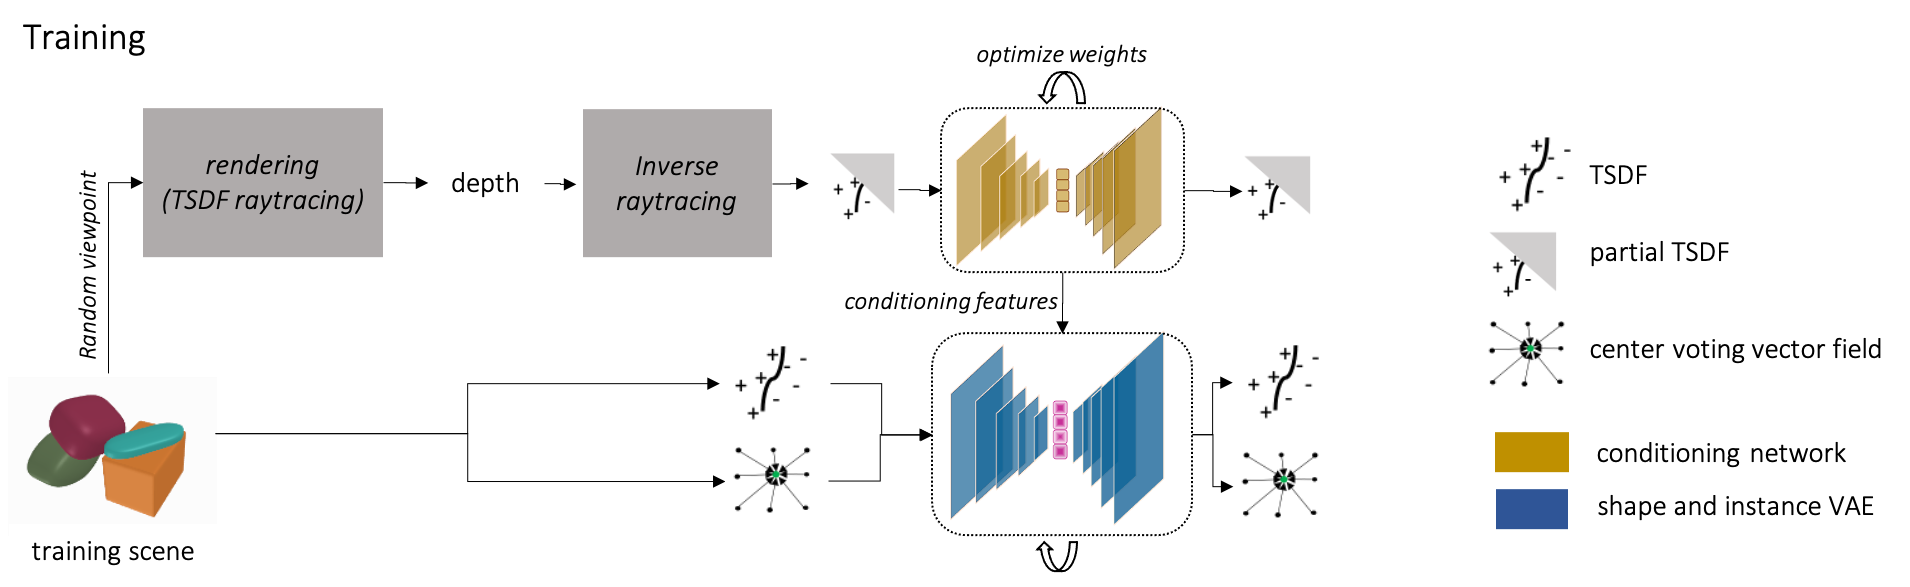 Training
optimize weights
rendering
(TSDF raytracing)
depth
Inverse
raytracing
Random viewpoint
conditioning features
training scene
TSDF
partial TSDF
center voting vector field
conditioning network
shape and instance VAE